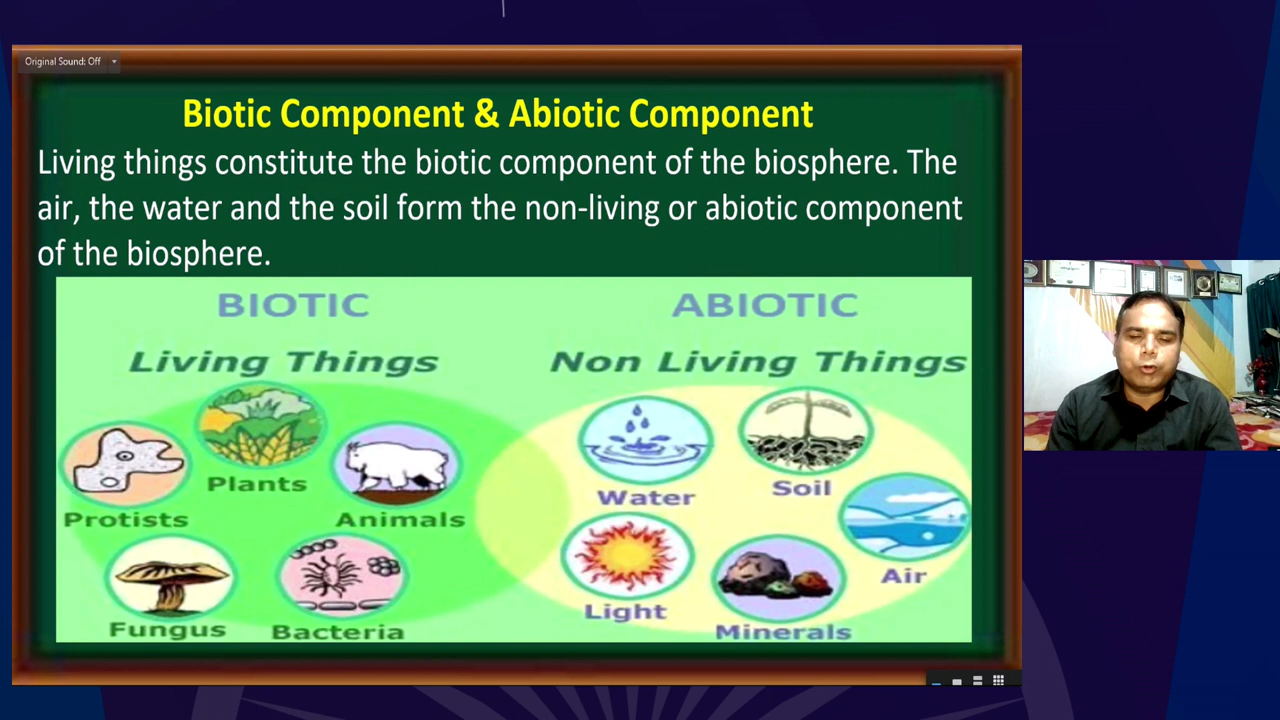 Original Sound: Off
Biotic Component & Abiotic Component
Living things constitute the biotic component of the biosphere. The
air, the water and the soil form the non-living or abiotic component
of the biosphere.
BIOTIC
ABIOTIC
Living Things
Non Living Things
Protists
Plants
Animals
Fungus
Bacteria
Water
Soil
Air
Light
Minerals